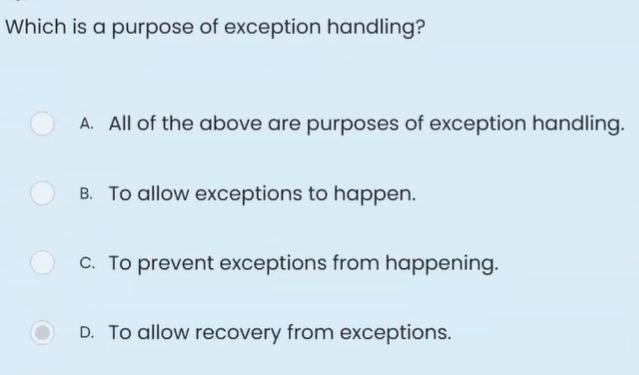 Which is a purpose of exception handling?
A. All of the above are purposes of exception handling.
B. To allow exceptions to happen.
C. To prevent exceptions from happening.
D. To allow recovery from exceptions.